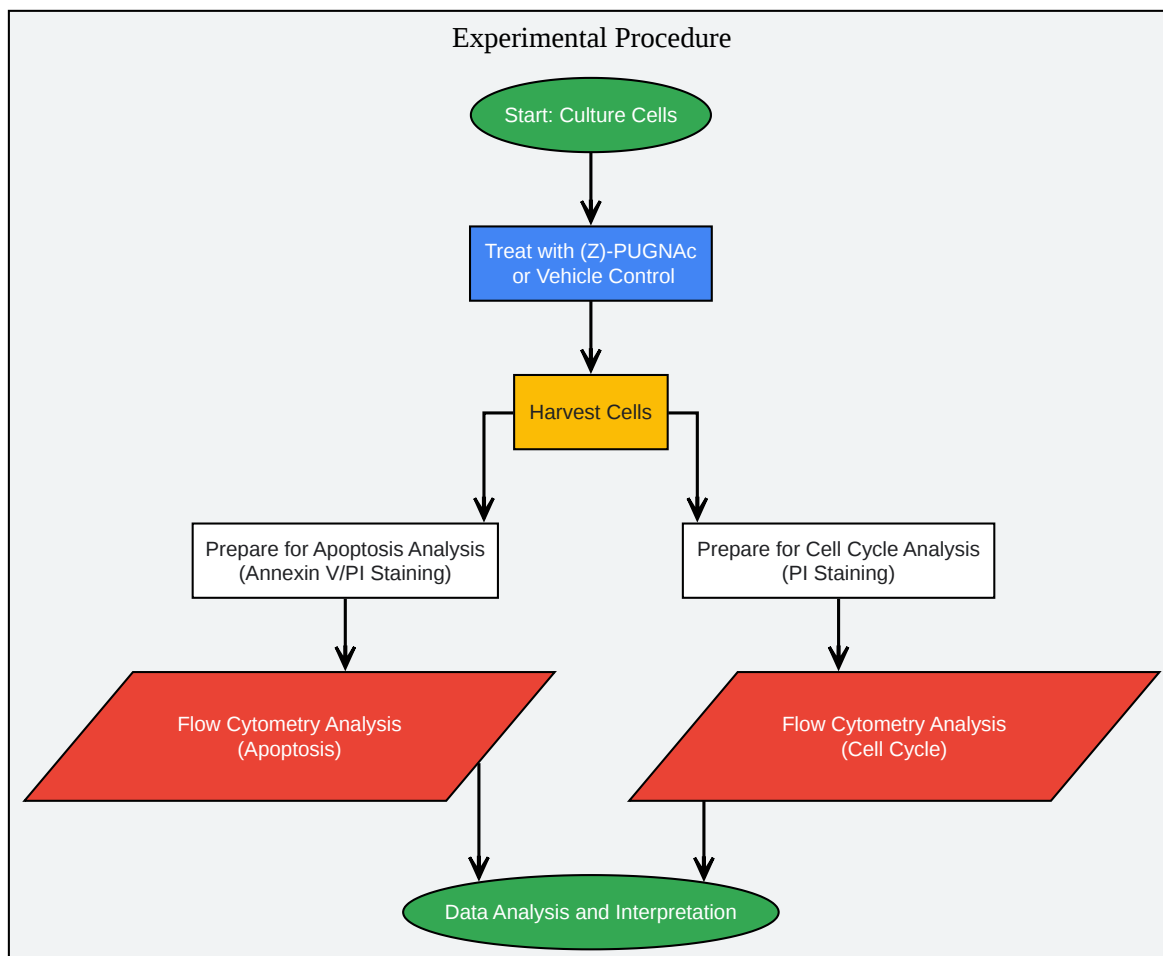 Experimental Procedure
Start: Culture Cells
Treat with (Z)-PUGNAc
or Vehicle Control
Harvest Cells
Prepare for Apoptosis Analysis
(Annexin V/PI Staining)
Prepare for Cell Cycle Analysis
(PI Staining)
Flow Cytometry Analysis
(Apoptosis)
Flow Cytometry Analysis
(Cell Cycle)
Data Analysis and Interpretation